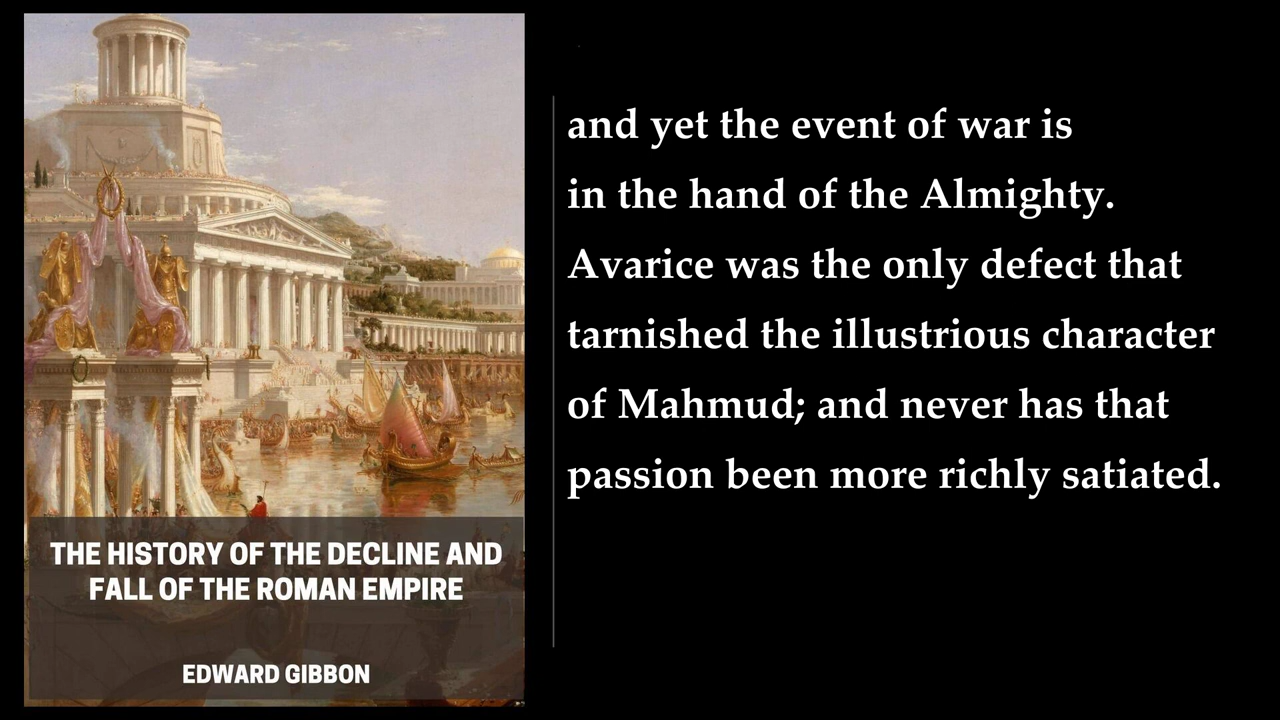 and yet the event of war is
in the hand of the Almighty.
Avarice was the only defect that
tarnished the illustrious character
of Mahmud; and never has that
passion been more richly satiated.
THE HISTORY OF THE DECLINE AND
FALL OF THE ROMAN EMPIRE
EDWARD GIBBON